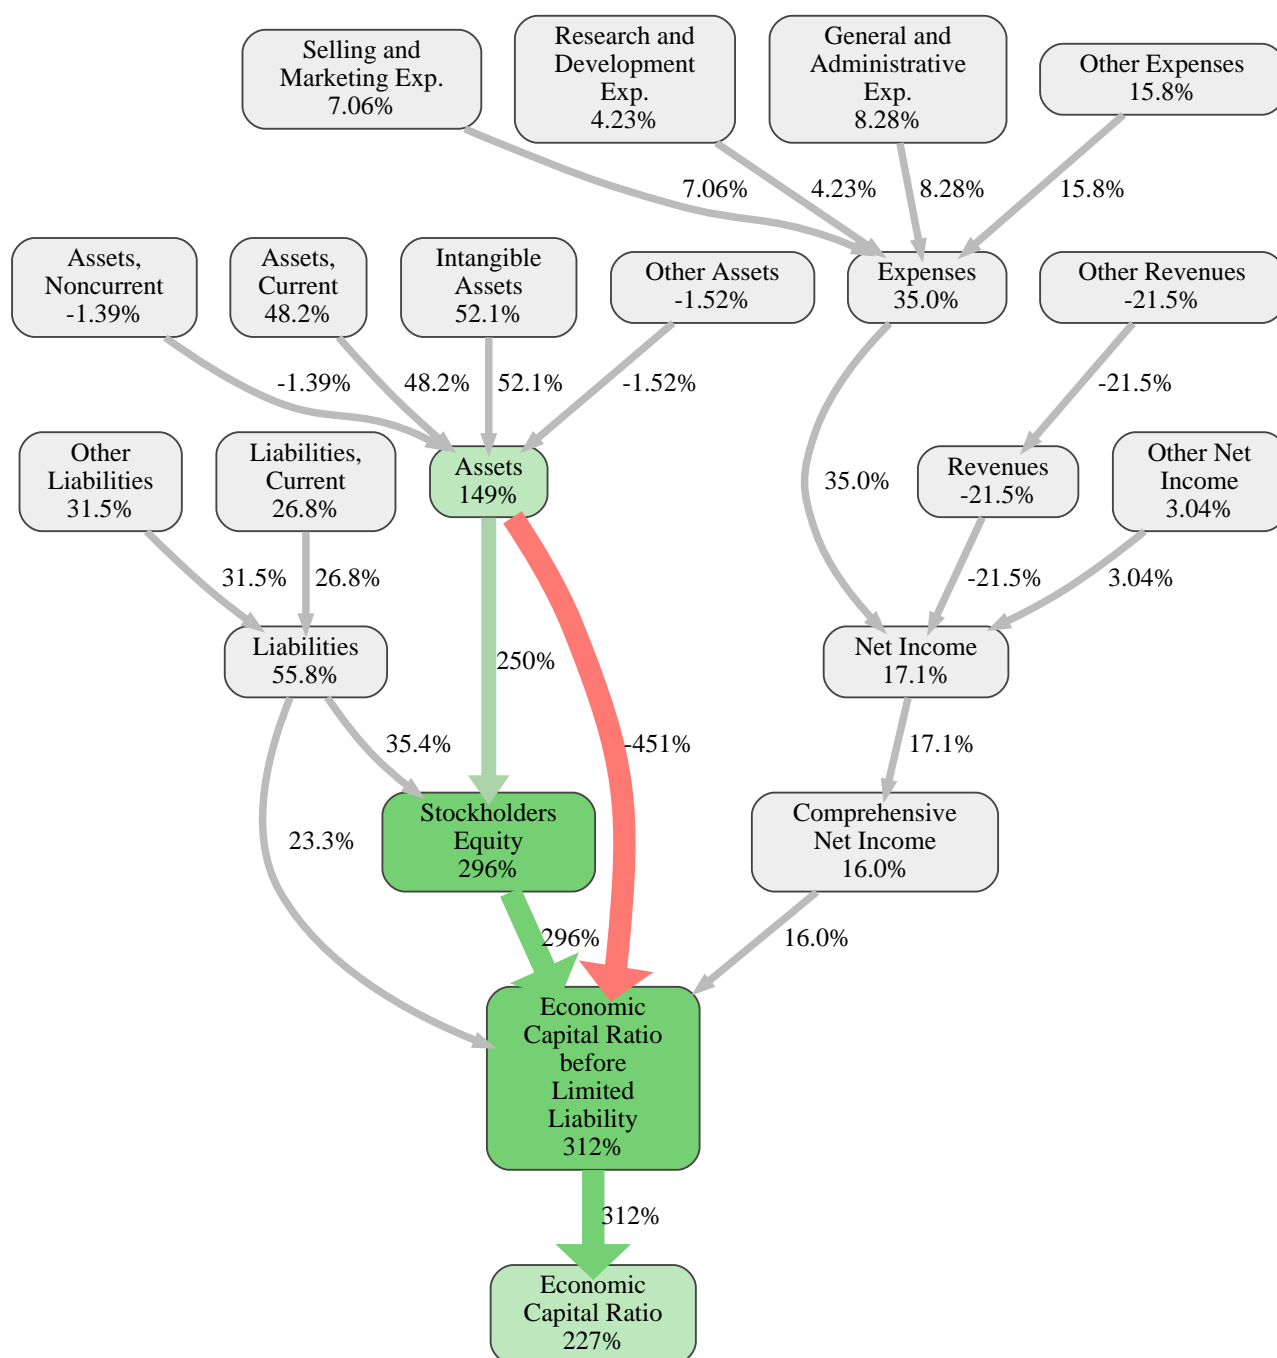 Selling and
Marketing Exp.
7.06%
Research and
Development
Exp.
4.23%
General and
Administrative
Exp.
8.28%
Other Expenses
15.8%
7.06%
4.23%
8.28%
15.8%
Assets,
Noncurrent
-1.39%
Assets,
Current
48.2%
Intangible
Assets
52.1%
Other Assets
-1.52%
Expenses
35.0%
Other Revenues
-21.5%
-1.39%
48.2%
52.1%
-1.52%
-21.5%
Other
Liabilities
31.5%
Liabilities,
Current
26.8%
Assets
149%
35.0%
Revenues
-21.5%
Other Net
Income
3.04%
31.5%
26.8%
-21.5%
3.04%
Liabilities
55.8%
250%
Net Income
17.1%
35.4%
-451%
17.1%
23.3%
Stockholders
Equity
296%
Comprehensive
Net Income
16.0%
296%
16.0%
Economic
Capital Ratio
before
Limited
Liability
312%
312%
Economic
Capital Ratio
227%